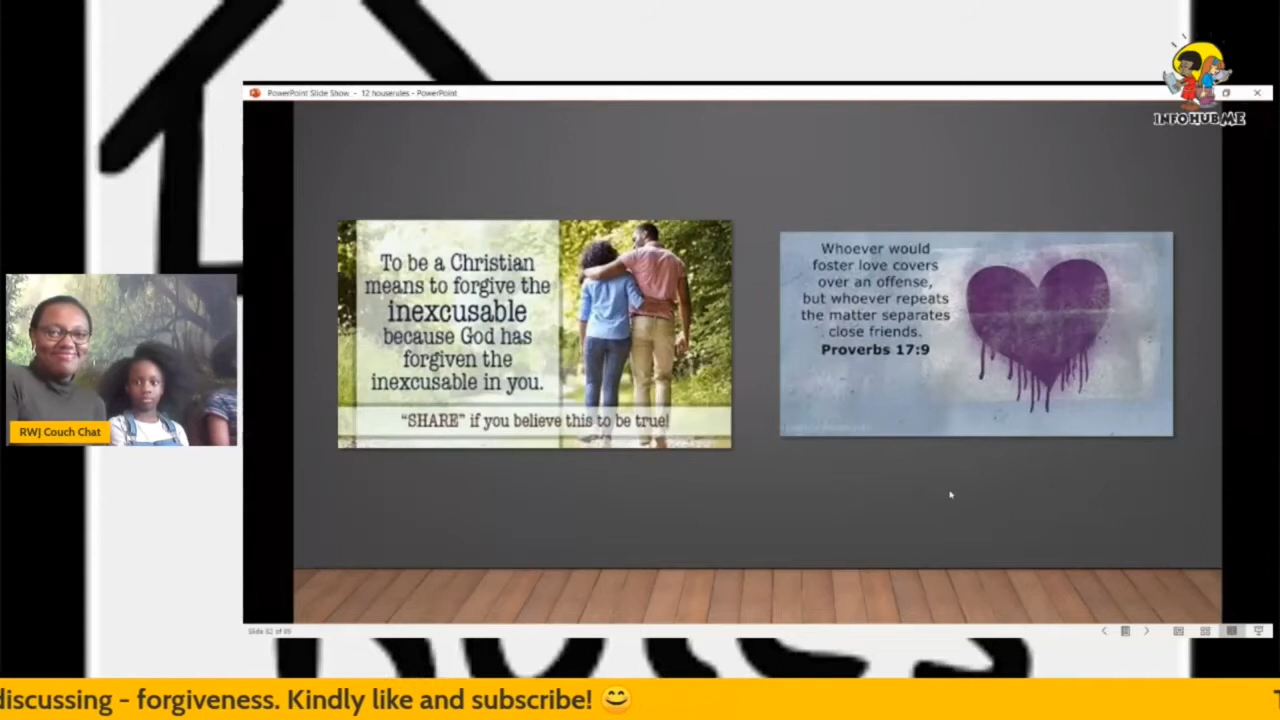 PowerPoint Slide Show - 12 houserules - PowerPoint
INFO HUB ME
To be a Christian
means to forgive the
inexcusable
because God has
forgiven the
inexcusable in you.
"SHARE" if you believe this to be true!
Whoever would
foster love covers
over an offense,
but whoever repeats
the matter separates
close friends.
Proverbs 17:9
RWJ Couch Chat
discussing - forgiveness. Kindly like and subscribe! 😊